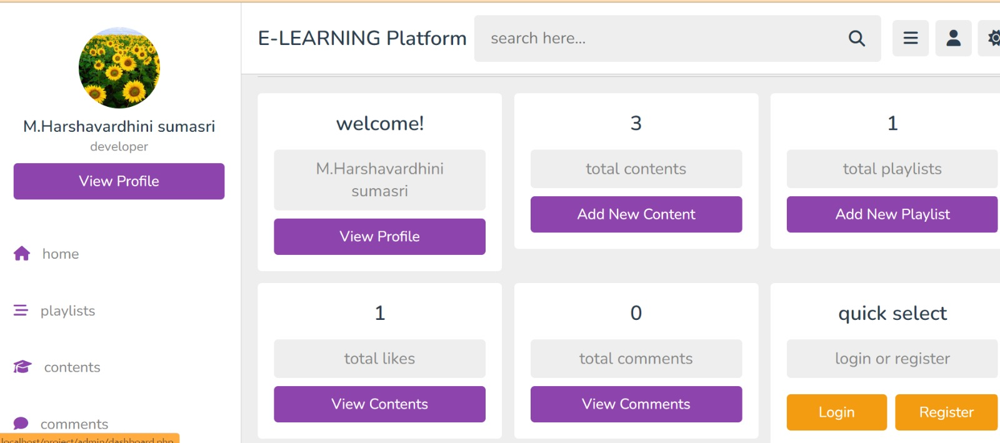 M.Harshavardhini sumasri
developer
View Profile
home
playlists
contents
comments
localhost/project/admin/dashboard.php
E-LEARNING Platform
search here...
welcome!
M.Harshavardhini
sumasri
View Profile
3
total contents
Add New Content
1
total playlists
Add New Playlist
1
total likes
View Contents
0
total comments
View Comments
quick select
login or register
Login
Register